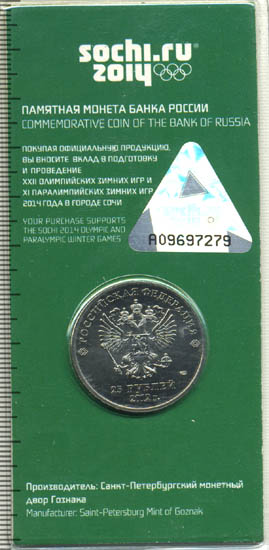 sochi.ru
2014
ПАМЯТНАЯ МОНЕТА БАНКА РОССИИ
COMMEMORATIVE COIN OF THE BANK OF RUSSIA
ПОКУПАЯ ОФИЦИАЛЬНУЮ ПРОДУКЦИЮ,
ВЫ ВНОСИТЕ ВКЛАД В ПОДГОТОВКУ
И ПРОВЕДЕНИЕ
XXII ОЛИМПИЙСКИХ ЗИМНИХ ИГР И
XI ПАРАЛИМПИЙСКИХ ЗИМНИХ ИГР
2014 ГОДА В ГОРОДЕ СОЧИ
YOUR PURCHASE SUPPORTS
THE SOCHI 2014 OLYMPIC AND
PARALYMPIC WINTER GAMES
A09697279
РОССИЙСКАЯ ФЕДЕРАЦИЯ
25 РУБЛЕЙ
2012 г.
Производитель: Санкт-Петербургский монетный
двор Гознака
Manufacturer: Saint-Petersburg Mint of Goznak